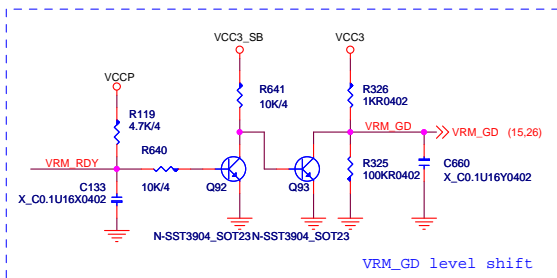 VCC3_SB
VCC3
VCCP
R641
10K/4
R326
1KR0402
R119
4.7K/4
VRM_GD
VRM_GD (15,26)
VRM_RDY
R640
10K/4
C133
X_C0.1U16X0402
Q92
Q93
R325
100KR0402
C660
X_C0.1U16Y0402
N-SST3904_SOT23
N-SST3904_SOT23
VRM_GD level shift